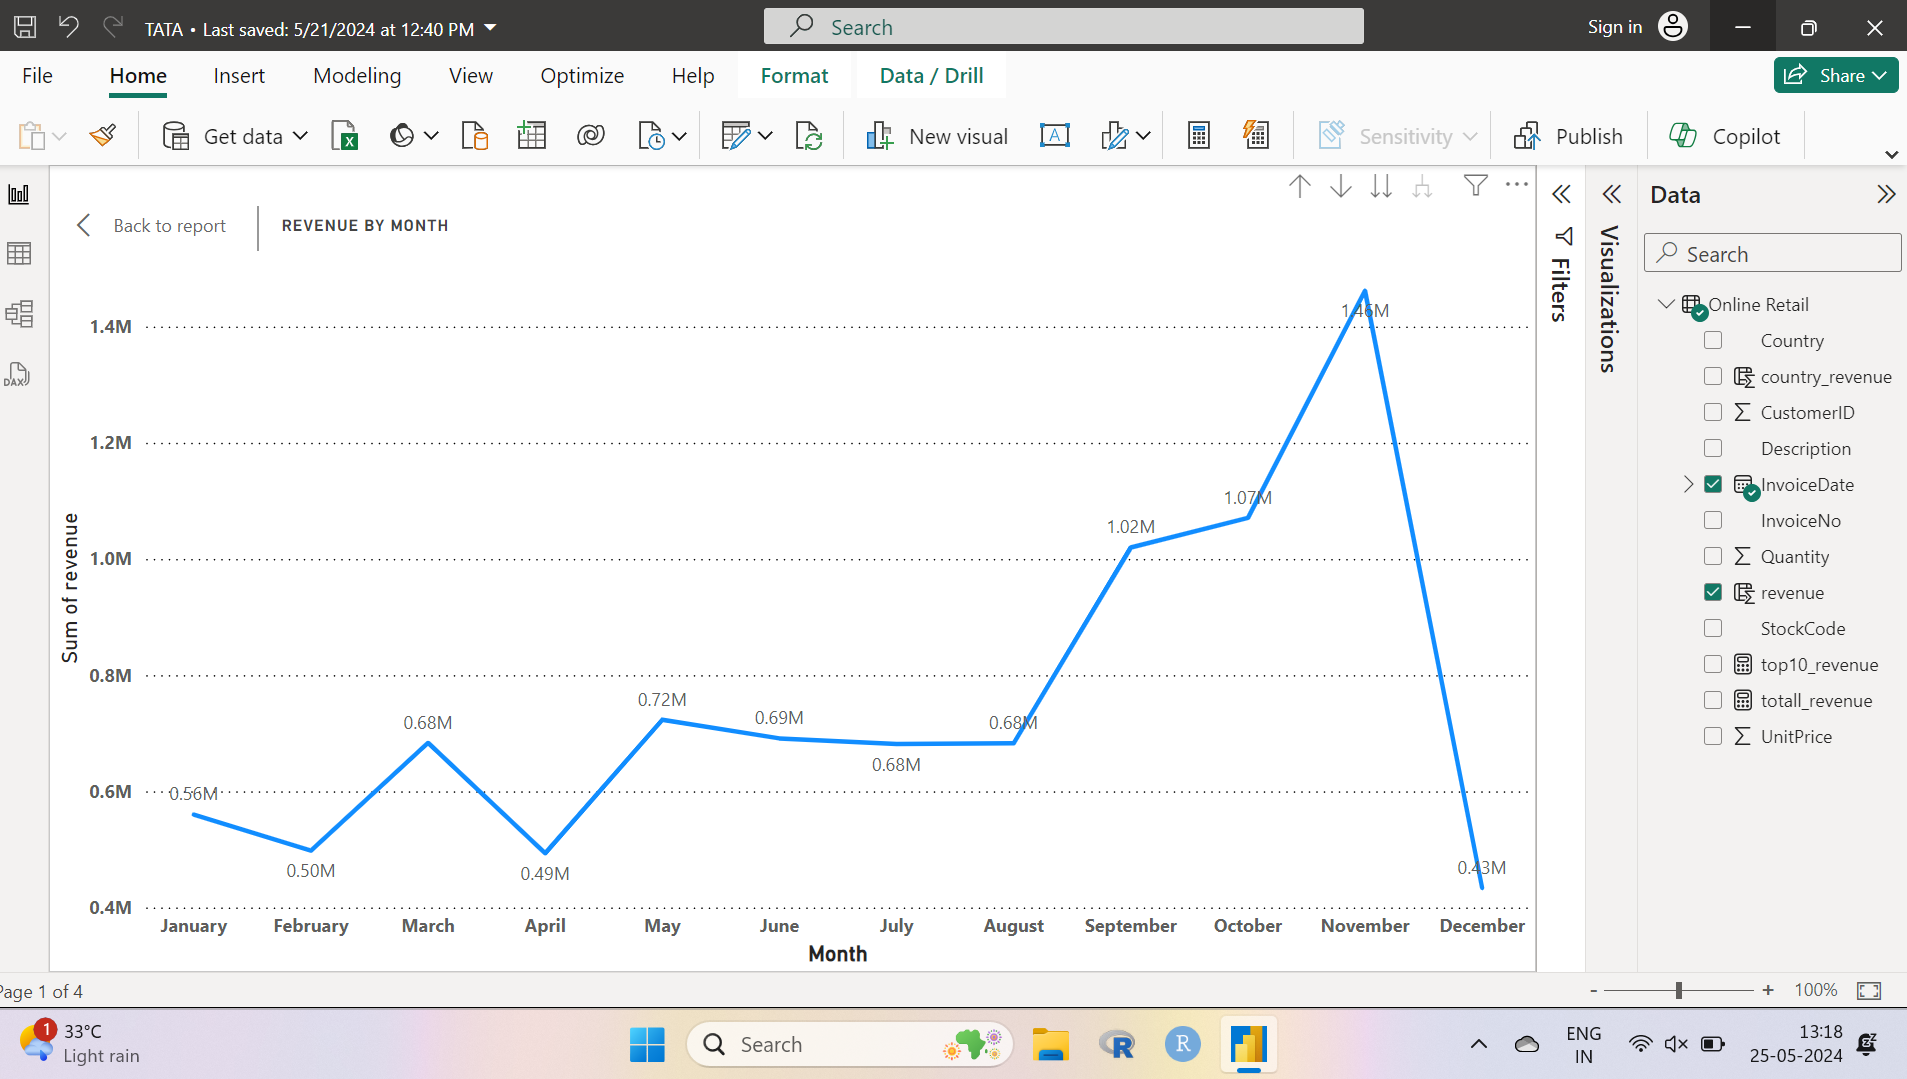 TATA • Last saved: 5/21/2024 at 12:40 PM
Search
Sign in
File
Home
Insert
Modeling
View
Optimize
Help
Format
Data / Drill
Share
Get data
New visual
Sensitivity
Publish
Copilot
DAX
Back to report
REVENUE BY MONTH
Sum of revenue
1.4M
1.2M
1.0M
0.8M
0.6M
0.4M
0.56M
0.50M
0.68M
0.49M
0.72M
0.69M
0.68M
0.68M
1.02M
1.07M
1.46M
0.43M
January
February
March
April
May
June
July
August
September
October
November
December
Month
Filters
Visualizations
Data
Search
Online Retail
Country
country_revenue
CustomerID
Description
InvoiceDate
InvoiceNo
Quantity
revenue
StockCode
top10_revenue
totall_revenue
UnitPrice
Page 1 of 4
- + 100%
1
33°C
Light rain
Search
R
R
ENG
IN
13:18
25-05-2024